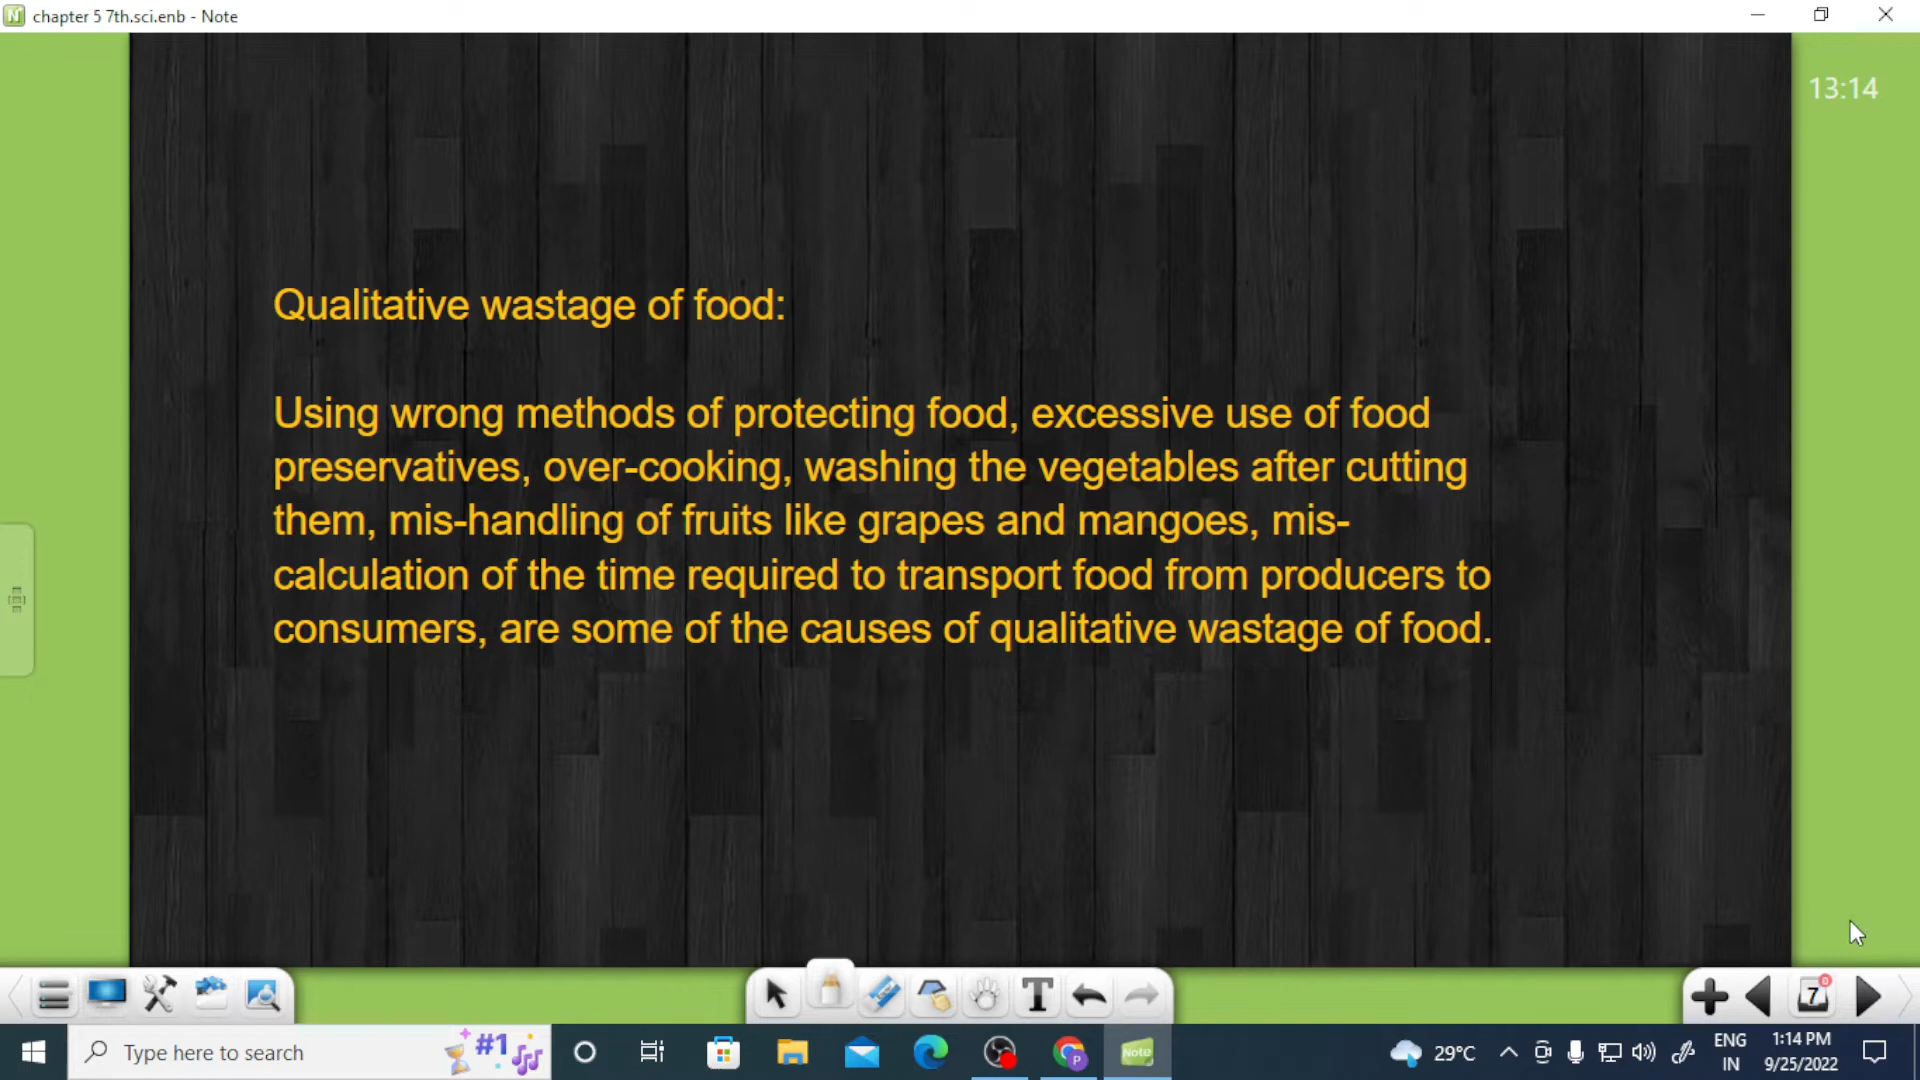 chapter 5 7th.sci.enb - Note
13:14
Qualitative wastage of food:
Using wrong methods of protecting food, excessive use of food
preservatives, over-cooking, washing the vegetables after cutting
them, mis-handling of fruits like grapes and mangoes, mis-
calculation of the time required to transport food from producers to
consumers, are some of the causes of qualitative wastage of food.
T
7
0
Type here to search
#1
P
Note
29°C
ENG
IN
1:14 PM
9/25/2022